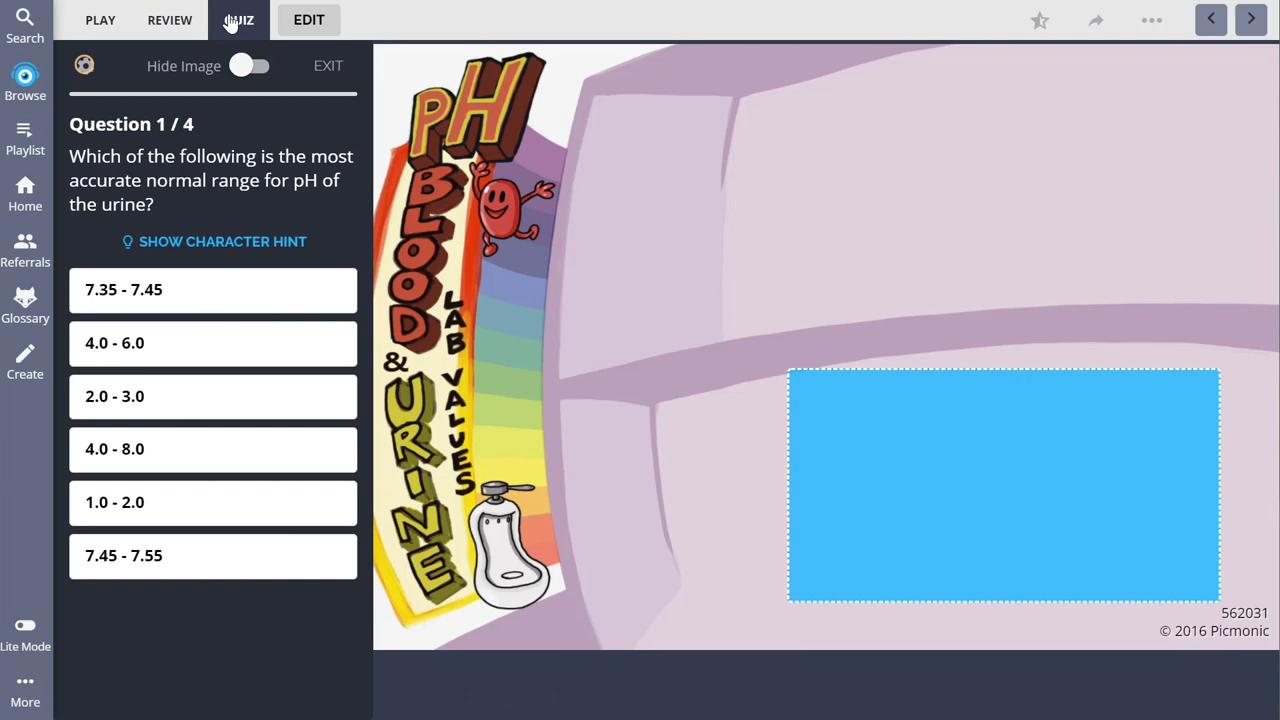 PLAY REVIEW QUIZ EDIT
Search
Browse
Playlist
Home
Referrals
Glossary
Create
Lite Mode
More
Hide Image EXIT
Question 1 / 4
Which of the following is the most
accurate normal range for pH of
the urine?
SHOW CHARACTER HINT
7.35 - 7.45
4.0 - 6.0
2.0 - 3.0
4.0 - 8.0
1.0 - 2.0
7.45 - 7.55
PH
BLOOD
&
URINE
LAB
VALUES
562031
© 2016 Picmonic